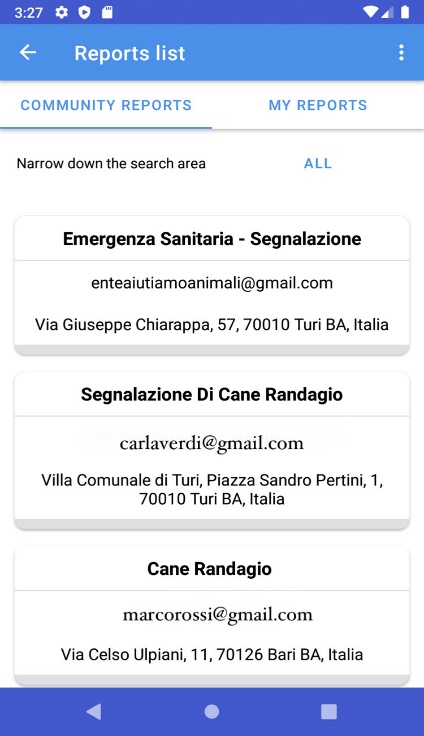 3:27
Reports list
COMMUNITY REPORTS
MY REPORTS
Narrow down the search area
ALL
Emergenza Sanitaria - Segnalazione
enteaiutiamoanimali@gmail.com
Via Giuseppe Chiarappa, 57, 70010 Turi BA, Italia
Segnalazione Di Cane Randagio
carlaverdi@gmail.com
Villa Comunale di Turi, Piazza Sandro Pertini, 1,
70010 Turi BA, Italia
Cane Randagio
marcorossi@gmail.com
Via Celso Ulpiani, 11, 70126 Bari BA, Italia